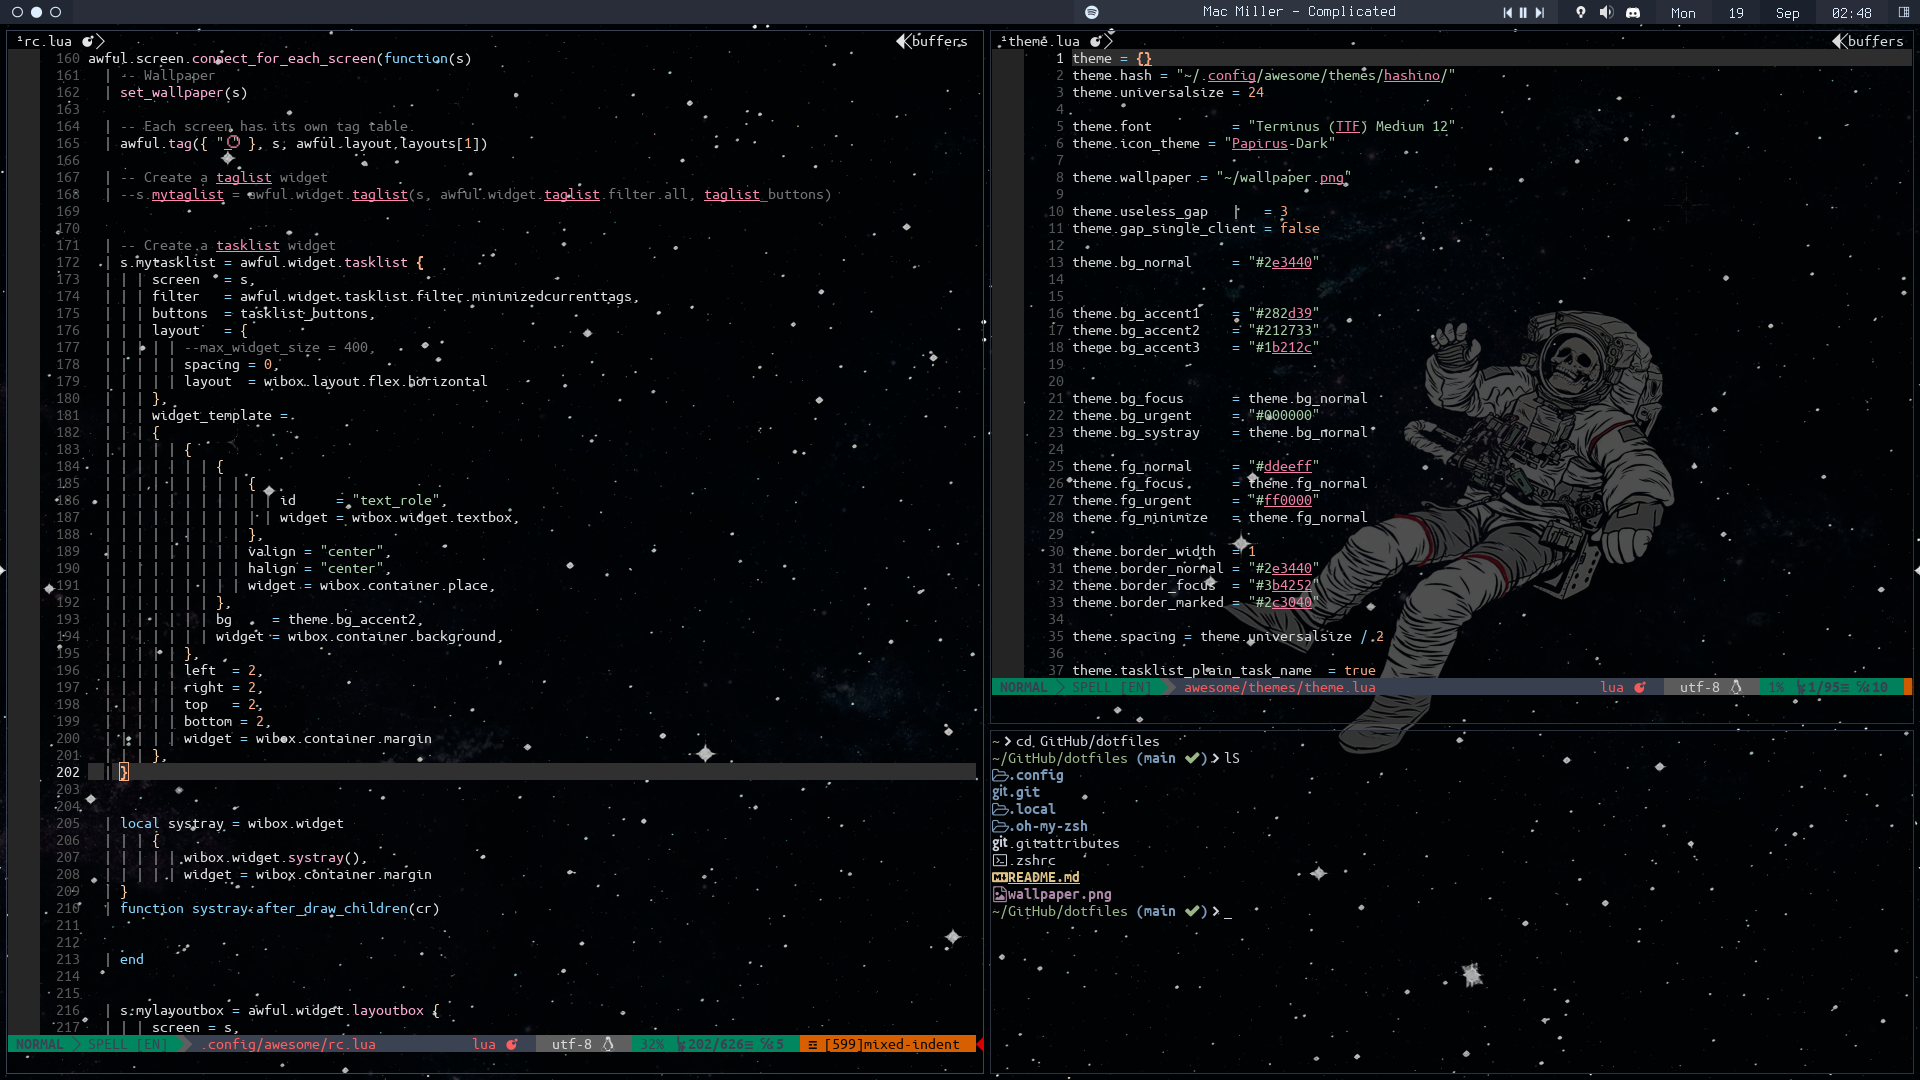 Mac Miller - Complicated
Mon 19 Sep 02:48
¹rc.lua
buffers
160 awful.screen.connect_for_each_screen(function(s)
161 -- Wallpaper
162 set_wallpaper(s)
163
164 -- Each screen has its own tag table.
165 awful.tag({ " }, s, awful.layout.layouts[1])
166
167 -- Create a taglist widget
168 --s.mytaglist = awful.widget.taglist(s, awful.widget.taglist.filter.all, taglist_buttons)
169
170
171 -- Create a tasklist widget
172 s.mytasklist = awful.widget.tasklist {
173 screen = s,
174 filter = awful.widget.tasklist.filter.minimizedcurrenttags,
175 buttons = tasklist_buttons,
176 layout = {
177 --max_widget_size = 400,
178 spacing = 0,
179 layout = wibox.layout.flex.horizontal
180 },
181 widget_template =
182 {
183 {
184 {
185 {
186 id = "text_role",
187 widget = wibox.widget.textbox,
188 },
189 valign = "center",
190 halign = "center",
191 widget = wibox.container.place,
192 },
193 bg = theme.bg_accent2,
194 widget = wibox.container.background,
195 },
196 left = 2,
197 right = 2,
198 top = 2,
199 bottom = 2,
200 widget = wibox.container.margin
201 },
202 }
203
204
205 local systray = wibox.widget
206 {
207 wibox.widget.systray(),
208 widget = wibox.container.margin
209 }
210 function systray.after_draw_children(cr)
211
212
213 end
214
215
216 s.mylayoutbox = awful.widget.layoutbox {
217 screen = s,
NORMAL SPELL [EN] .config/awesome/rc.lua lua utf-8 32% 202/626 5 [599]mixed-indent
¹theme.lua
buffers
1 theme = {}
2 theme.hash = "~/.config/awesome/themes/hashino/"
3 theme.universalsize = 24
4
5 theme.font = "Terminus (TTF) Medium 12"
6 theme.icon_theme = "Papirus-Dark"
7
8 theme.wallpaper = "~/wallpaper.png"
9
10 theme.useless_gap | = 3
11 theme.gap_single_client = false
12
13 theme.bg_normal = "#2e3440"
14
15
16 theme.bg_accent1 = "#282d39"
17 theme.bg_accent2 = "#212733"
18 theme.bg_accent3 = "#1b212c"
19
20
21 theme.bg_focus = theme.bg_normal
22 theme.bg_urgent = "#000000"
23 theme.bg_systray = theme.bg_normal
24
25 theme.fg_normal = "#ddeeff"
26 theme.fg_focus = theme.fg_normal
27 theme.fg_urgent = "#ff0000"
28 theme.fg_minimize = theme.fg_normal
29
30 theme.border_width = 1
31 theme.border_normal = "#2e3440"
32 theme.border_focus = "#3b4252"
33 theme.border_marked = "#2c3040"
34
35 theme.spacing = theme.universalsize / 2
36
37 theme.tasklist_plain_task_name = true
NORMAL SPELL [EN] awesome/themes/theme.lua lua utf-8 1% 1/95 10
~ > cd GitHub/dotfiles
~/GitHub/dotfiles (main ✔) > lS
.config
git.git
.local
.oh-my-zsh
git.gitattributes
.zshrc
README.md
wallpaper.png
~/GitHub/dotfiles (main ✔) > _